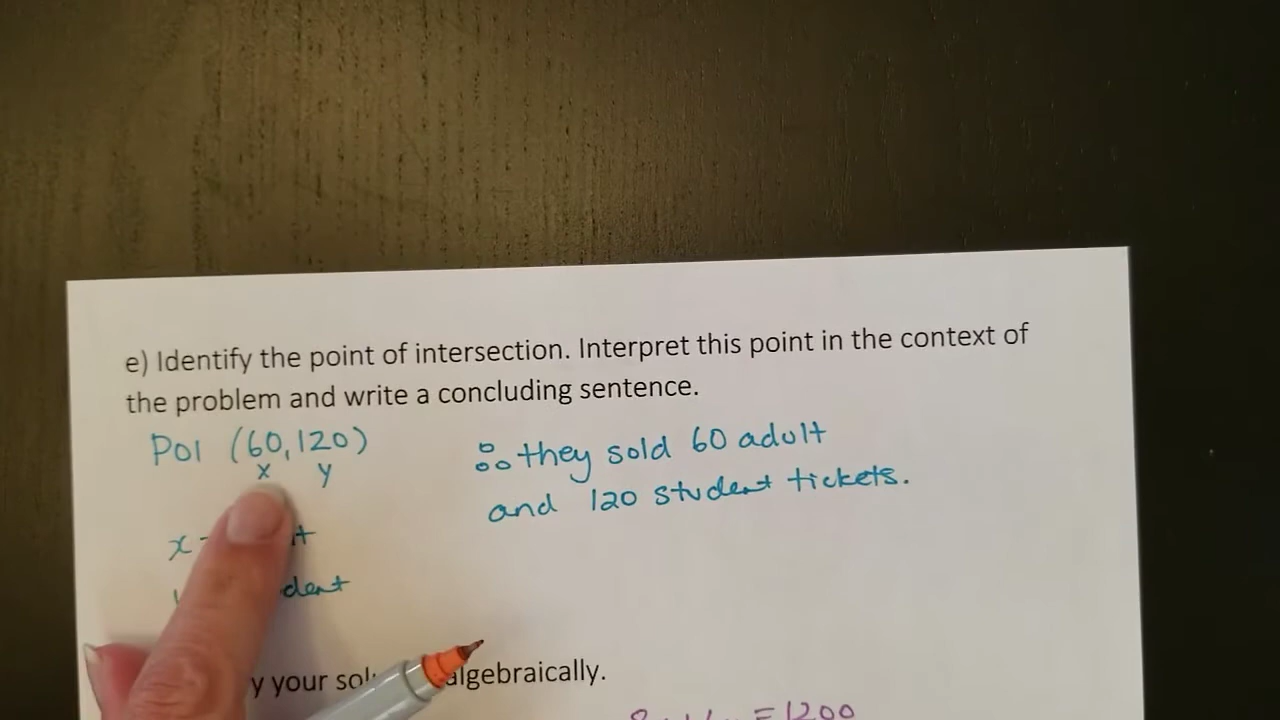 e) Identify the point of intersection. Interpret this point in the context of
the problem and write a concluding sentence.
POI (60,120)
x y
∴ they sold 60 adult
and 120 student tickets.
x -
y your algebraically.
= 1200